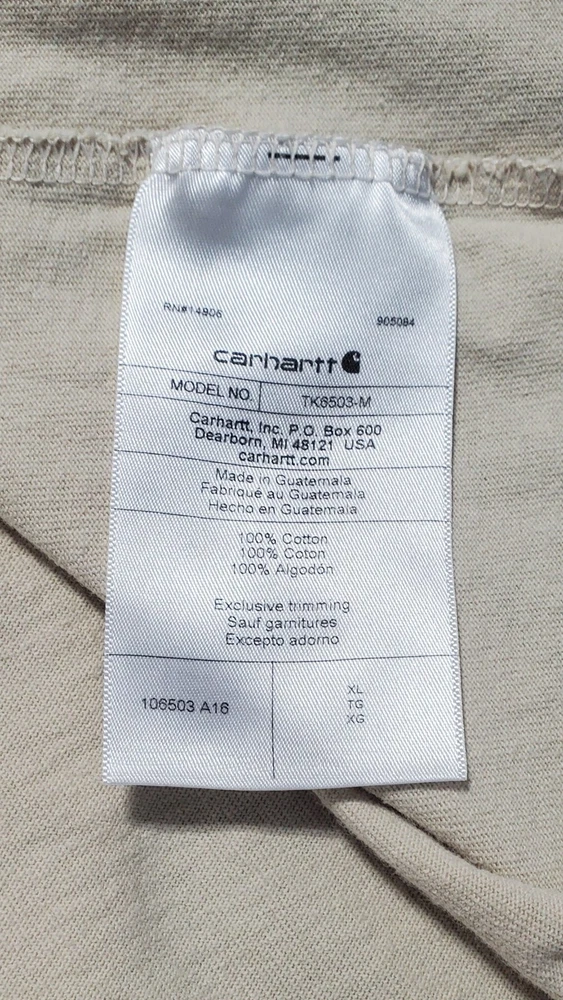 RN#14806
905094
carhartt
MODEL NO. TK6503-M
Carhartt, Inc. P.O. Box 600
Dearborn, MI 48121 USA
carhartt.com
Made in Guatemala
Fabriqué au Guatemala
Hecho en Guatemala
100% Cotton
100% Coton
100% Algodón
Exclusive trimming
Sauf garnitures
Excepto adorno
106503 A16
XL
TG
XG